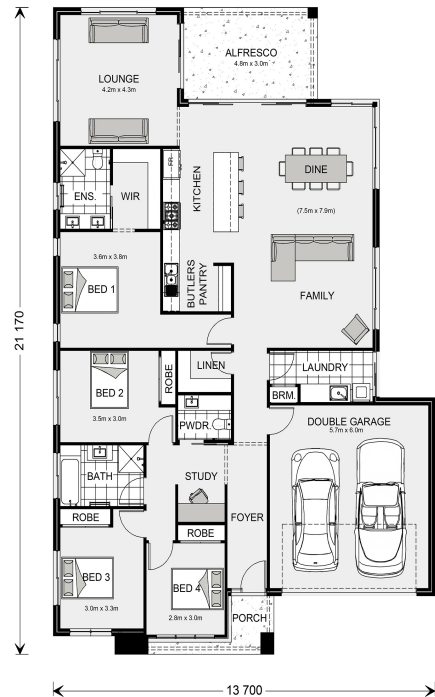 LOUNGE
4.2m x 4.3m
ALFRESCO
4.8m x 3.0m
ENS.
WIR
FR
KITCHEN
DINE
(7.5m x 7.9m)
3.6m x 3.8m
BED 1
BUTLERS
PANTRY
FAMILY
21 170
BED 2
3.5m x 3.0m
ROBE
LINEN
LAUNDRY
BRM.
PWDR.
DOUBLE GARAGE
5.7m x 6.0m
BATH
STUDY
ROBE
FOYER
ROBE
BED 3
3.0m x 3.3m
BED 4
2.8m x 3.0m
PORCH
13 700